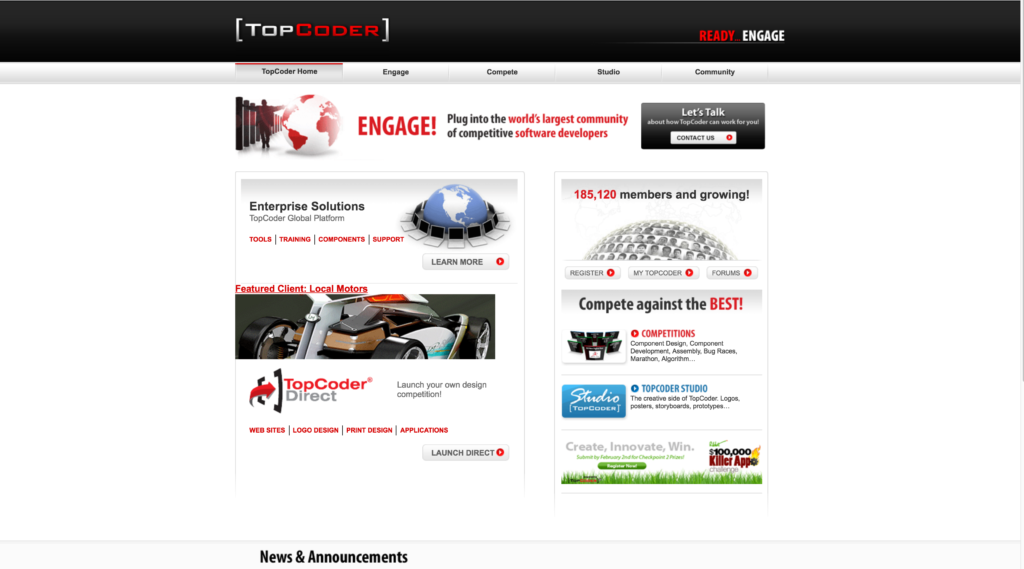 [TOPCODER]
READY ENGAGE
TopCoder Home
Engage
Compete
Studio
Community
ENGAGE!
Plug into the world's largest community
of competitive software developers
Let's Talk
about how TopCoder can work for you!
CONTACT US
Enterprise Solutions
TopCoder Global Platform
TOOLS | TRAINING | COMPONENTS | SUPPORT
LEARN MORE
Featured Client: Local Motors
TopCoder®
Direct
Launch your own design
competition!
WEB SITES | LOGO DESIGN | PRINT DESIGN | APPLICATIONS
LAUNCH DIRECT
185,120 members and growing!
REGISTER
MY TOPCODER
FORUMS
Compete against the BEST!
COMPETITIONS
Component Design, Component
Development, Assembly, Bug Races,
Marathon, Algorithm...
Studio
[TOPCODER]
TOPCODER STUDIO
The creative side of TopCoder. Logos,
posters, storyboards, prototypes...
Create, Innovate, Win.
Submit by February 2nd for Checkpoint 2 Prizes!
Register Now!
$100,000
Killer App
challenge
News & Announcements